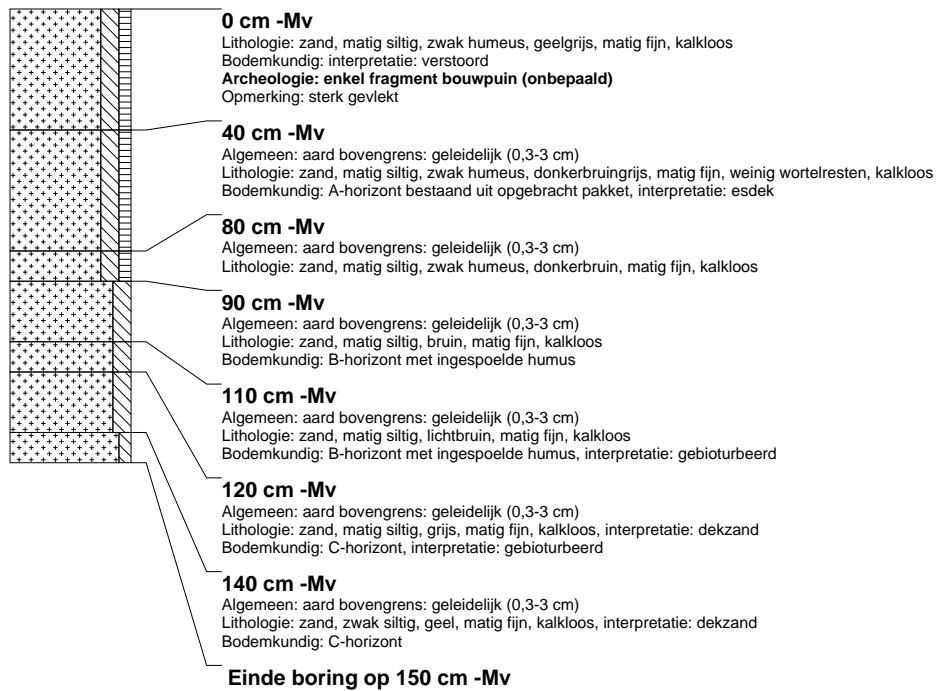 0 cm -Mv
Lithologie: zand, matig siltig, zwak humeus, geelgrijs, matig fijn, kalkloos
Bodemkundig: interpretatie: verstoord
Archeologie: enkel fragment bouwpuin (onbepaald)
Opmerking: sterk gevlekt
40 cm -Mv
Algemeen: aard bovengrens: geleidelijk (0,3-3 cm)
Lithologie: zand, matig siltig, zwak humeus, donkerbruingrijs, matig fijn, weinig wortelresten, kalkloos
Bodemkundig: A-horizont bestaand uit opgebracht pakket, interpretatie: esdek
80 cm -Mv
Algemeen: aard bovengrens: geleidelijk (0,3-3 cm)
Lithologie: zand, matig siltig, zwak humeus, donkerbruin, matig fijn, kalkloos
90 cm -Mv
Algemeen: aard bovengrens: geleidelijk (0,3-3 cm)
Lithologie: zand, matig siltig, bruin, matig fijn, kalkloos
Bodemkundig: B-horizont met ingespoelde humus
110 cm -Mv
Algemeen: aard bovengrens: geleidelijk (0,3-3 cm)
Lithologie: zand, matig siltig, lichtbruin, matig fijn, kalkloos
Bodemkundig: B-horizont met ingespoelde humus, interpretatie: gebioturbeerd
120 cm -Mv
Algemeen: aard bovengrens: geleidelijk (0,3-3 cm)
Lithologie: zand, matig siltig, grijs, matig fijn, kalkloos, interpretatie: dekzand
Bodemkundig: C-horizont, interpretatie: gebioturbeerd
140 cm -Mv
Algemeen: aard bovengrens: geleidelijk (0,3-3 cm)
Lithologie: zand, zwak siltig, geel, matig fijn, kalkloos, interpretatie: dekzand
Bodemkundig: C-horizont
Einde boring op 150 cm -Mv